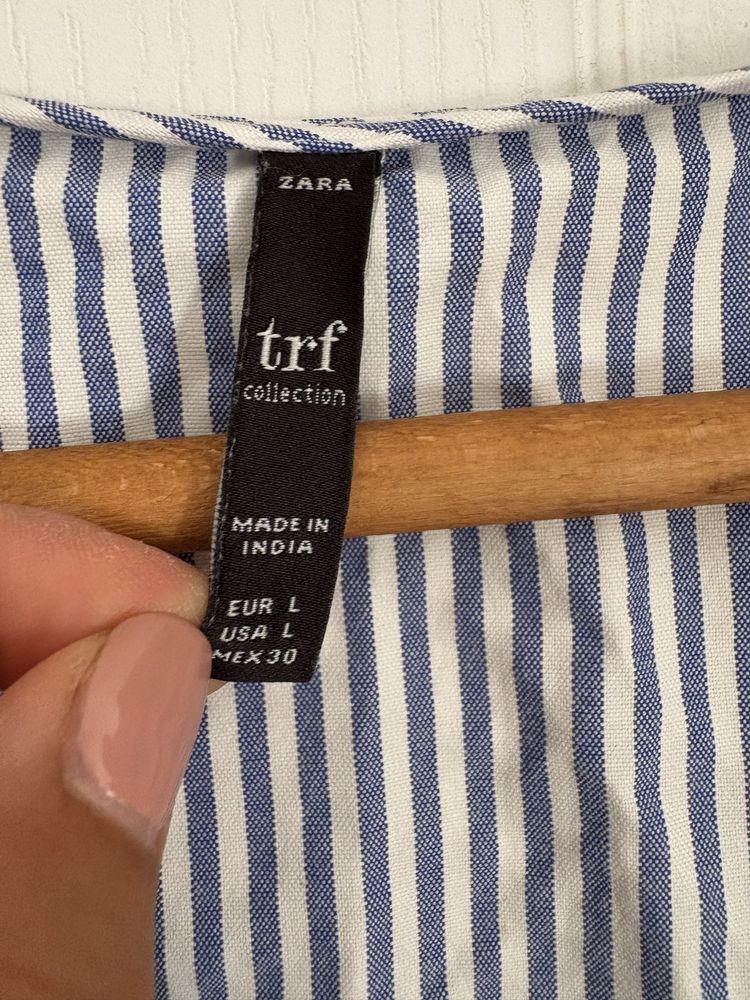 ZARA
trf
collection
MADE IN
INDIA
EUR L
USA L
MEX 30